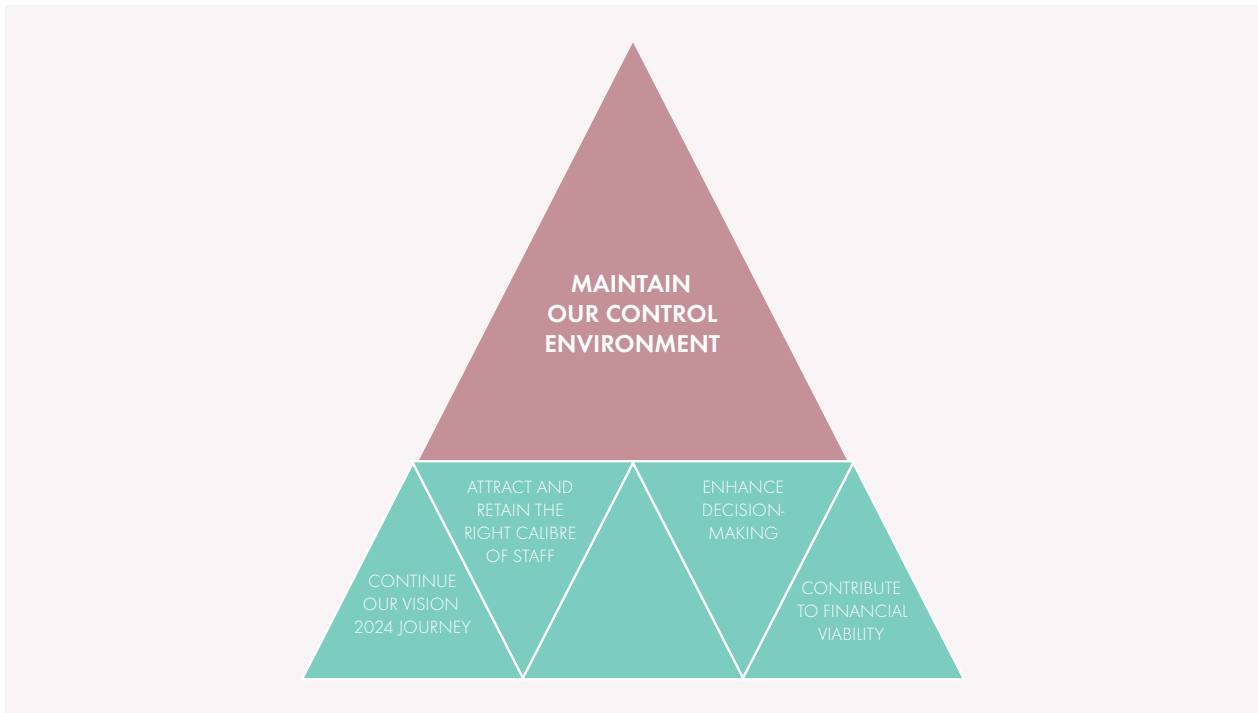 MAINTAIN
OUR CONTROL
ENVIRONMENT
ATTRACT AND
RETAIN THE
RIGHT CALIBRE
OF STAFF
ENHANCE
DECISION-
MAKING
CONTINUE
OUR VISION
2024 JOURNEY
CONTRIBUTE
TO FINANCIAL
VIABILITY